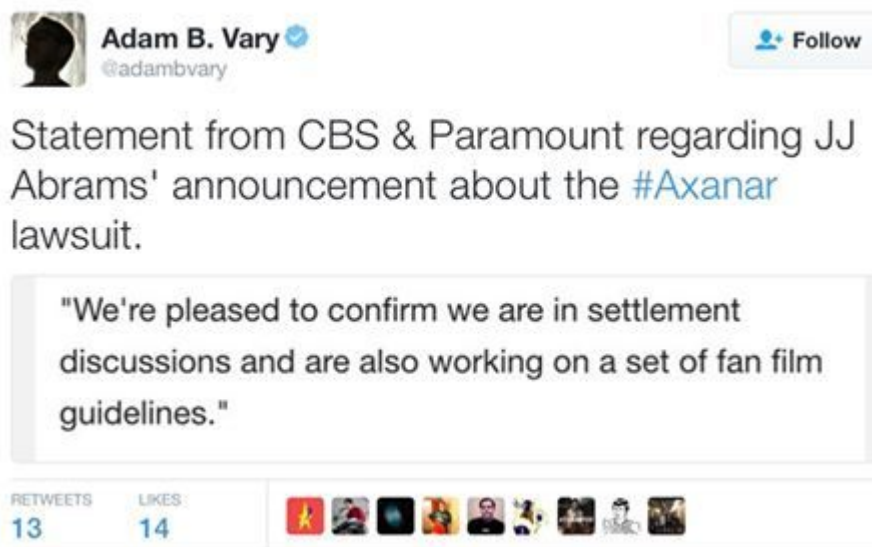 Adam B. Vary
Follow
@adambvary
Statement from CBS & Paramount regarding JJ
Abrams' announcement about the #Axanar
lawsuit.
"We're pleased to confirm we are in settlement
discussions and are also working on a set of fan film
guidelines."
RETWEETS LIKES
13 14